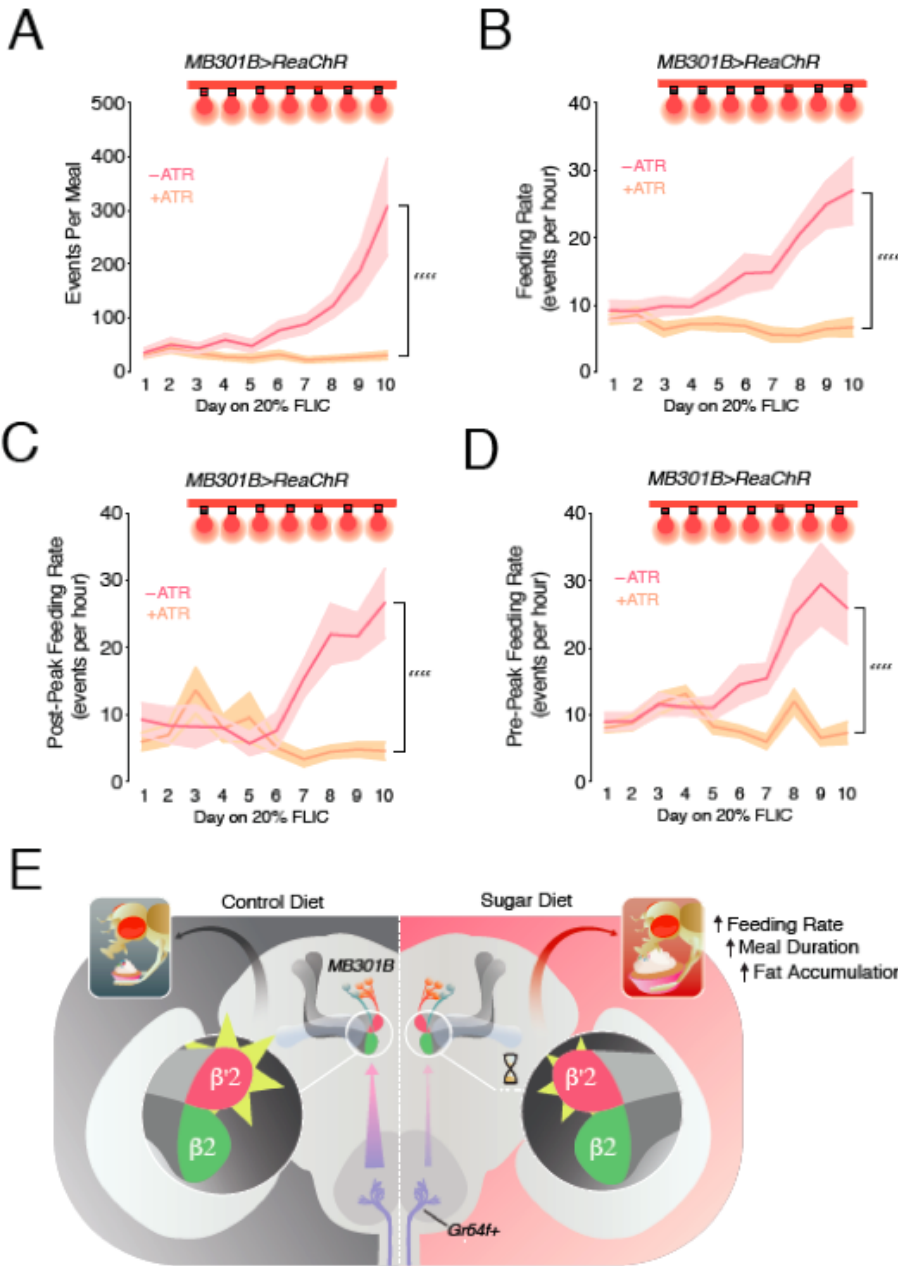 A
MB301B>ReaChR
500
400
300
200
100
0
Events Per Meal
−ATR
+ATR
““
1 2 3 4 5 6 7 8 9 10
Day on 20% FLIC
B
MB301B>ReaChR
40
30
20
10
0
Feeding Rate
(events per hour)
−ATR
+ATR
““
1 2 3 4 5 6 7 8 9 10
Day on 20% FLIC
C
MB301B>ReaChR
40
30
20
10
0
Post-Peak Feeding Rate
(events per hour)
−ATR
+ATR
““
1 2 3 4 5 6 7 8 9 10
Day on 20% FLIC
D
MB301B>ReaChR
40
30
20
10
0
Pre-Peak Feeding Rate
(events per hour)
−ATR
+ATR
““
1 2 3 4 5 6 7 8 9 10
Day on 20% FLIC
E
Control Diet
Sugar Diet
MB301B
Feeding Rate
Meal Duration
Fat Accumulation
β'2
β2
β'2
β2
Gr64f+